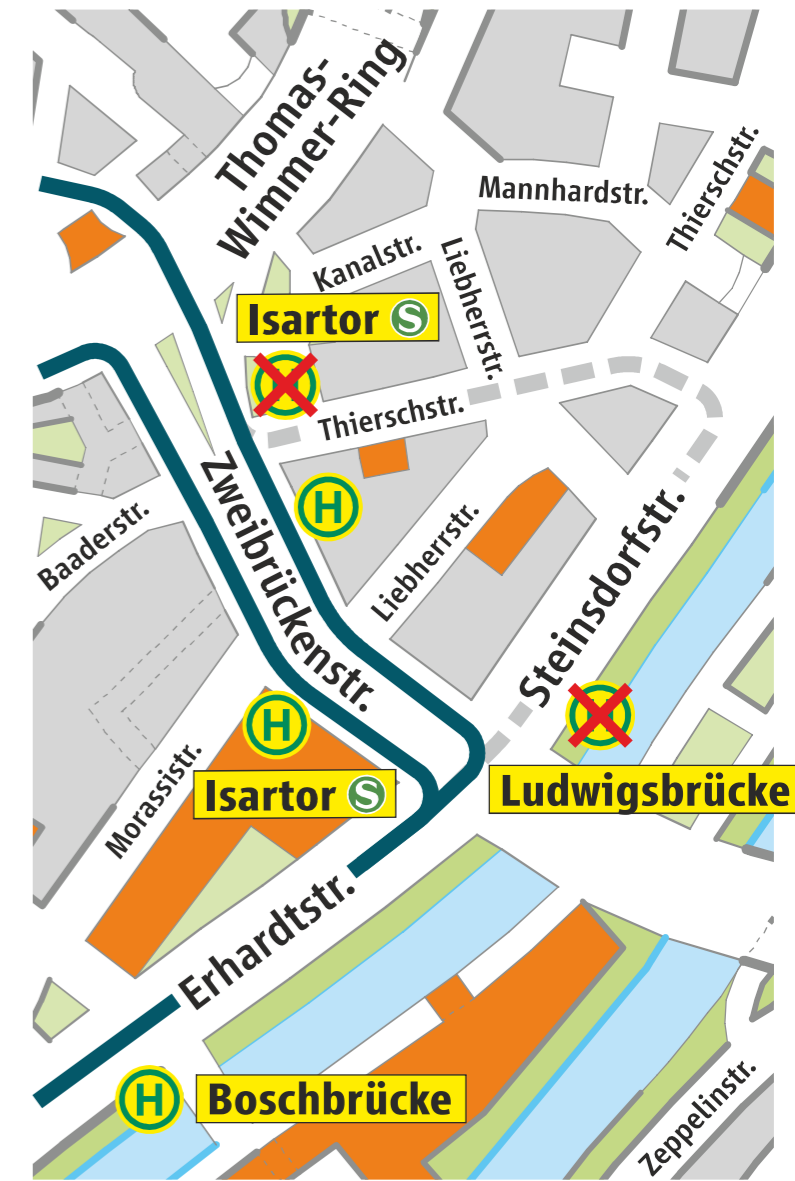 Thomas-
Wimmer-Ring
Mannhardstr.
Thierschstr.
Kanalstr.
Liebherrstr.
Isartor S
H
Thierschstr.
Zweibrückenstr.
H
Baaderstr.
Liebherrstr.
Steinsdorfstr.
H
H
Morassistr.
Isartor S
Ludwigsbrücke
Erhardtstr.
H
Boschbrücke
Zeppelinstr.